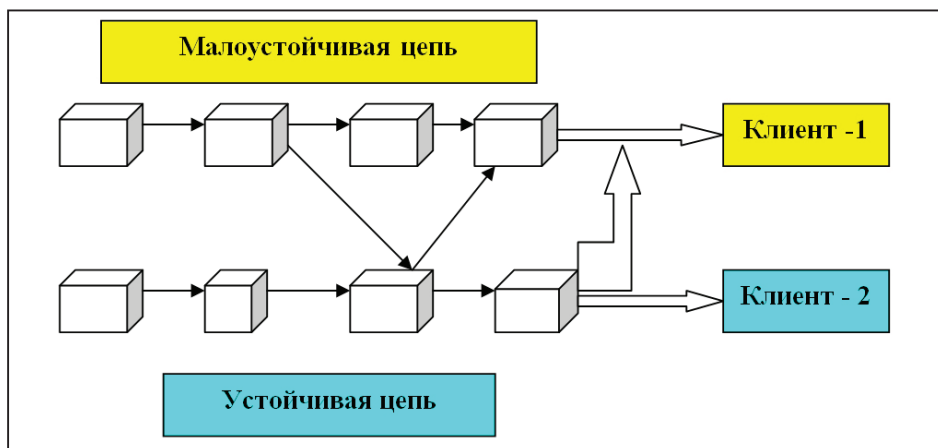 Малоустойчивая цепь
Клиент -1
Клиент - 2
Устойчивая цепь